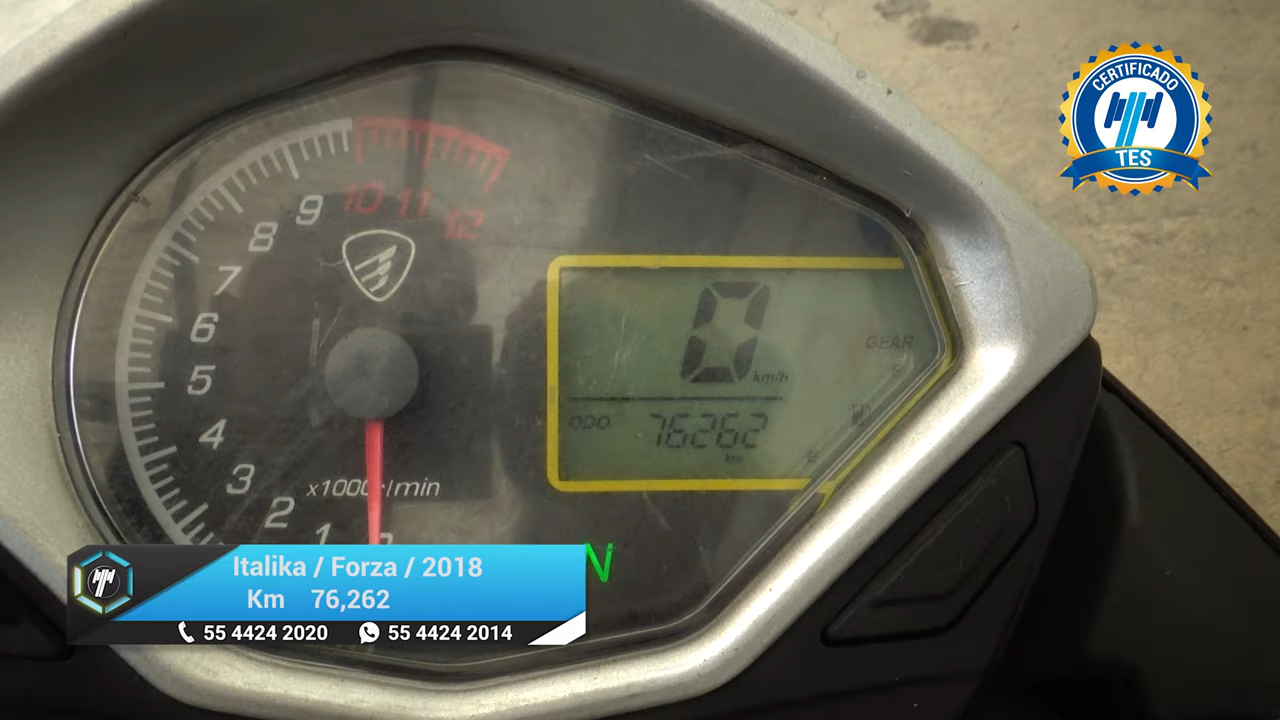 CERTIFICADO
TES
12
11
10
9
8
7
6
5
4
3
2
1
x1000r/min
0
km/h
GEAR
ODO
76262
km
N
Italika / Forza / 2018
Km 76,262
55 4424 2020 55 4424 2014